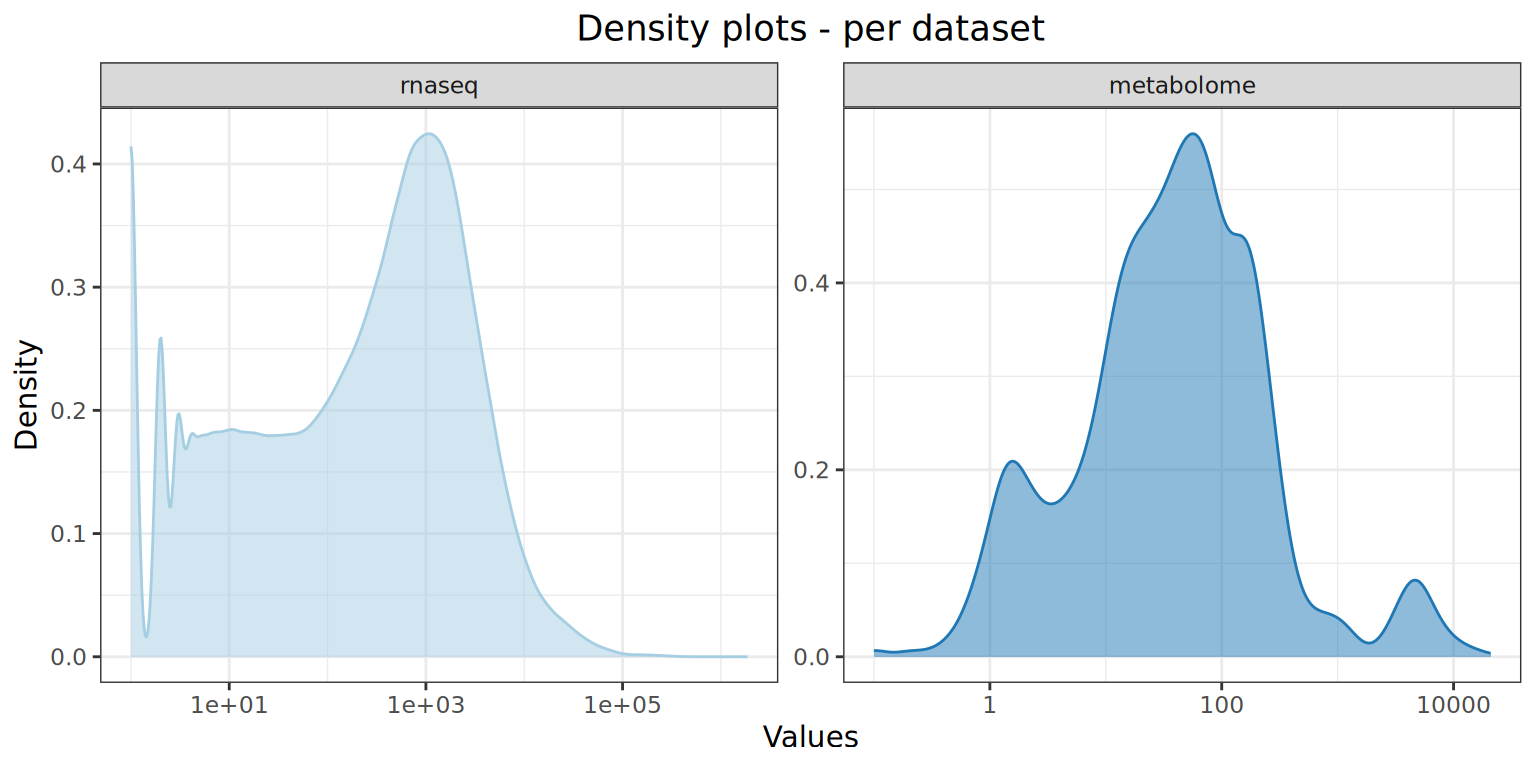 Density plots - per dataset
rnaseq
metabolome
Density
0.4
0.3
0.2
0.1
0.0
0.4
0.2
0.0
1e+01
1e+03
1e+05
1
100
10000
Values